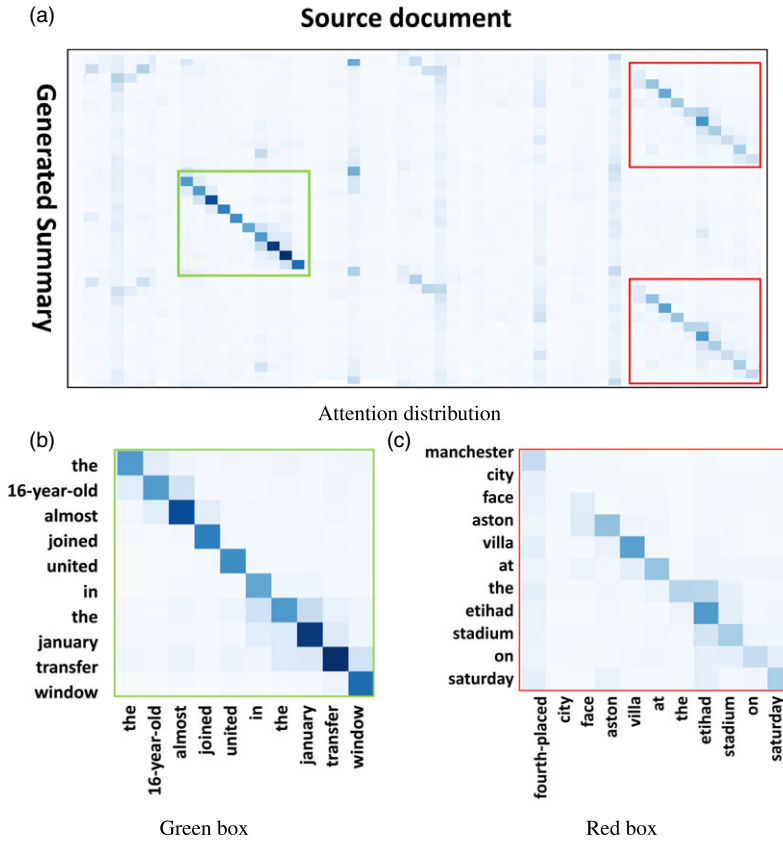 (a)
Source document
Generated Summary
Attention distribution
(b)
the
16-year-old
almost
joined
united
in
the
january
transfer
window
the
16-year-old
almost
joined
united
in
the
january
transfer
window
Green box
(c)
manchester
city
face
aston
villa
at
the
etihad
stadium
on
saturday
fourth-placed
city
face
aston
villa
at
the
etihad
stadium
on
saturday
Red box